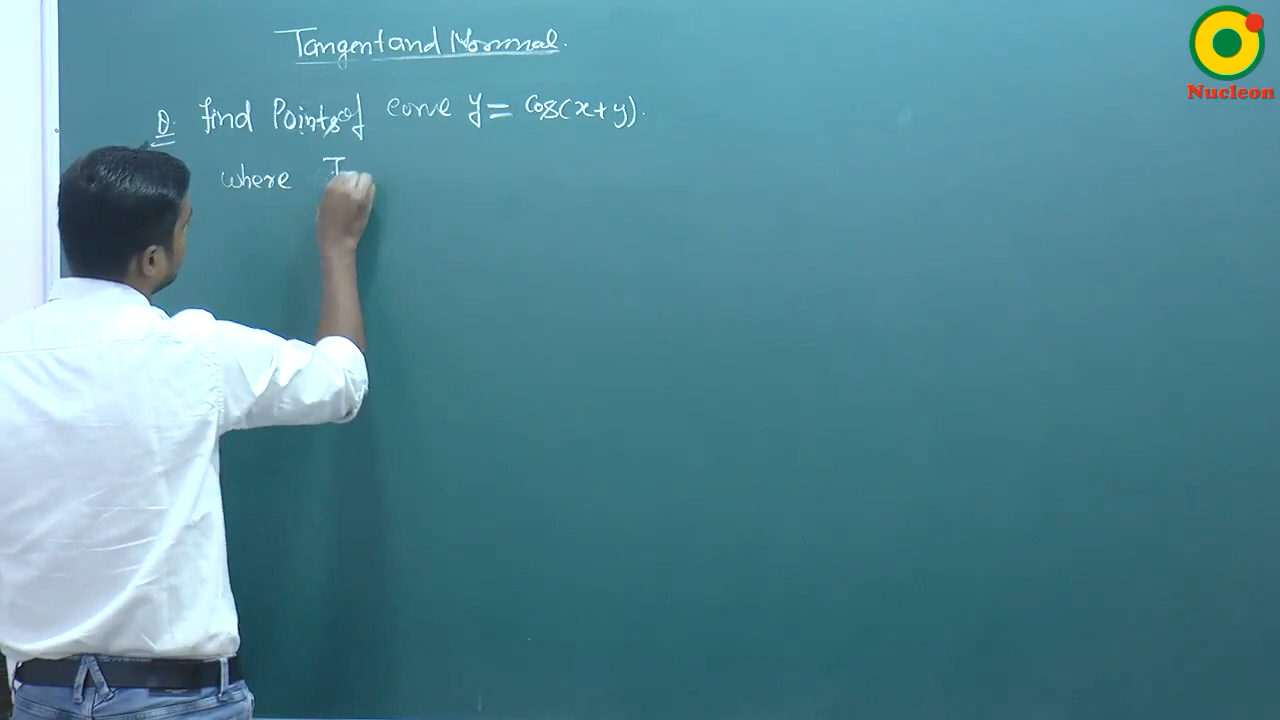 Tangent and Normal.
Nucleon
Q. find Points of curve y = cos(x+y).
where T